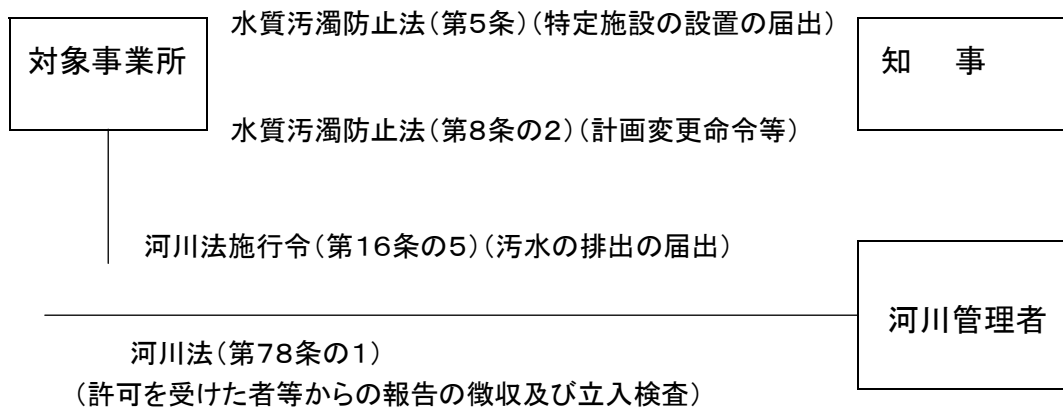 水質汚濁防止法（第５条）（特定施設の設置の届出）
対象事業所
知　事
水質汚濁防止法（第８条の２）（計画変更命令等）
河川法施行令（第１６条の５）（汚水の排出の届出）
河川管理者
河川法（第７８条の１）
（許可を受けた者等からの報告の徴収及び立入検査）